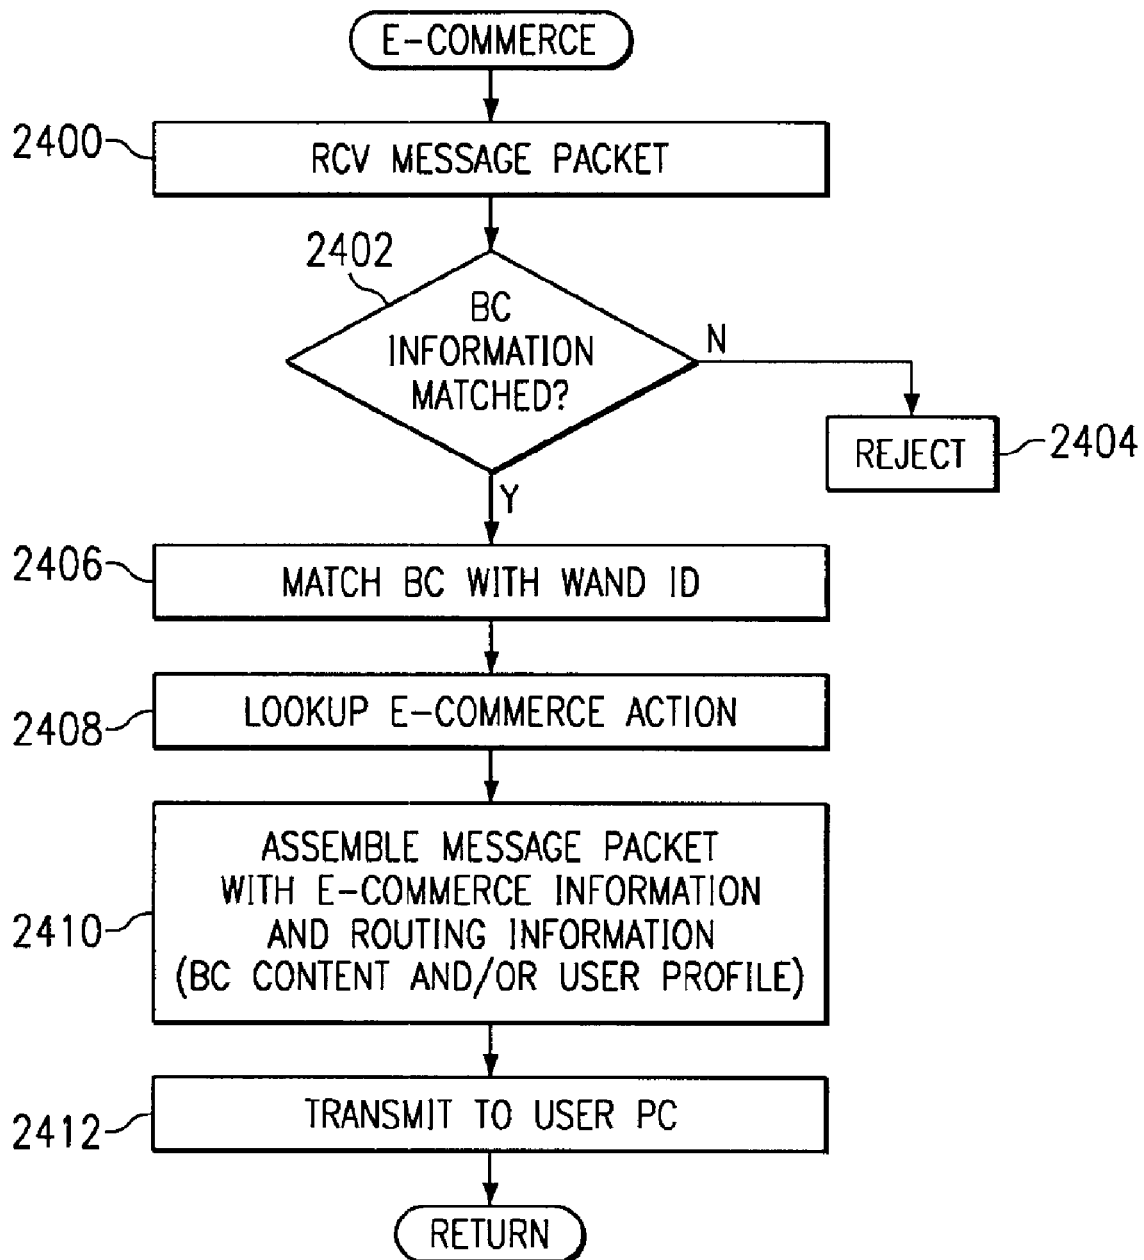 E-COMMERCE
2400
RCV MESSAGE PACKET
2402
BC
INFORMATION
MATCHED?
N
REJECT
2404
Y
2406
MATCH BC WITH WAND ID
2408
LOOKUP E-COMMERCE ACTION
2410
ASSEMBLE MESSAGE PACKET
WITH E-COMMERCE INFORMATION
AND ROUTING INFORMATION
(BC CONTENT AND/OR USER PROFILE)
2412
TRANSMIT TO USER PC
RETURN